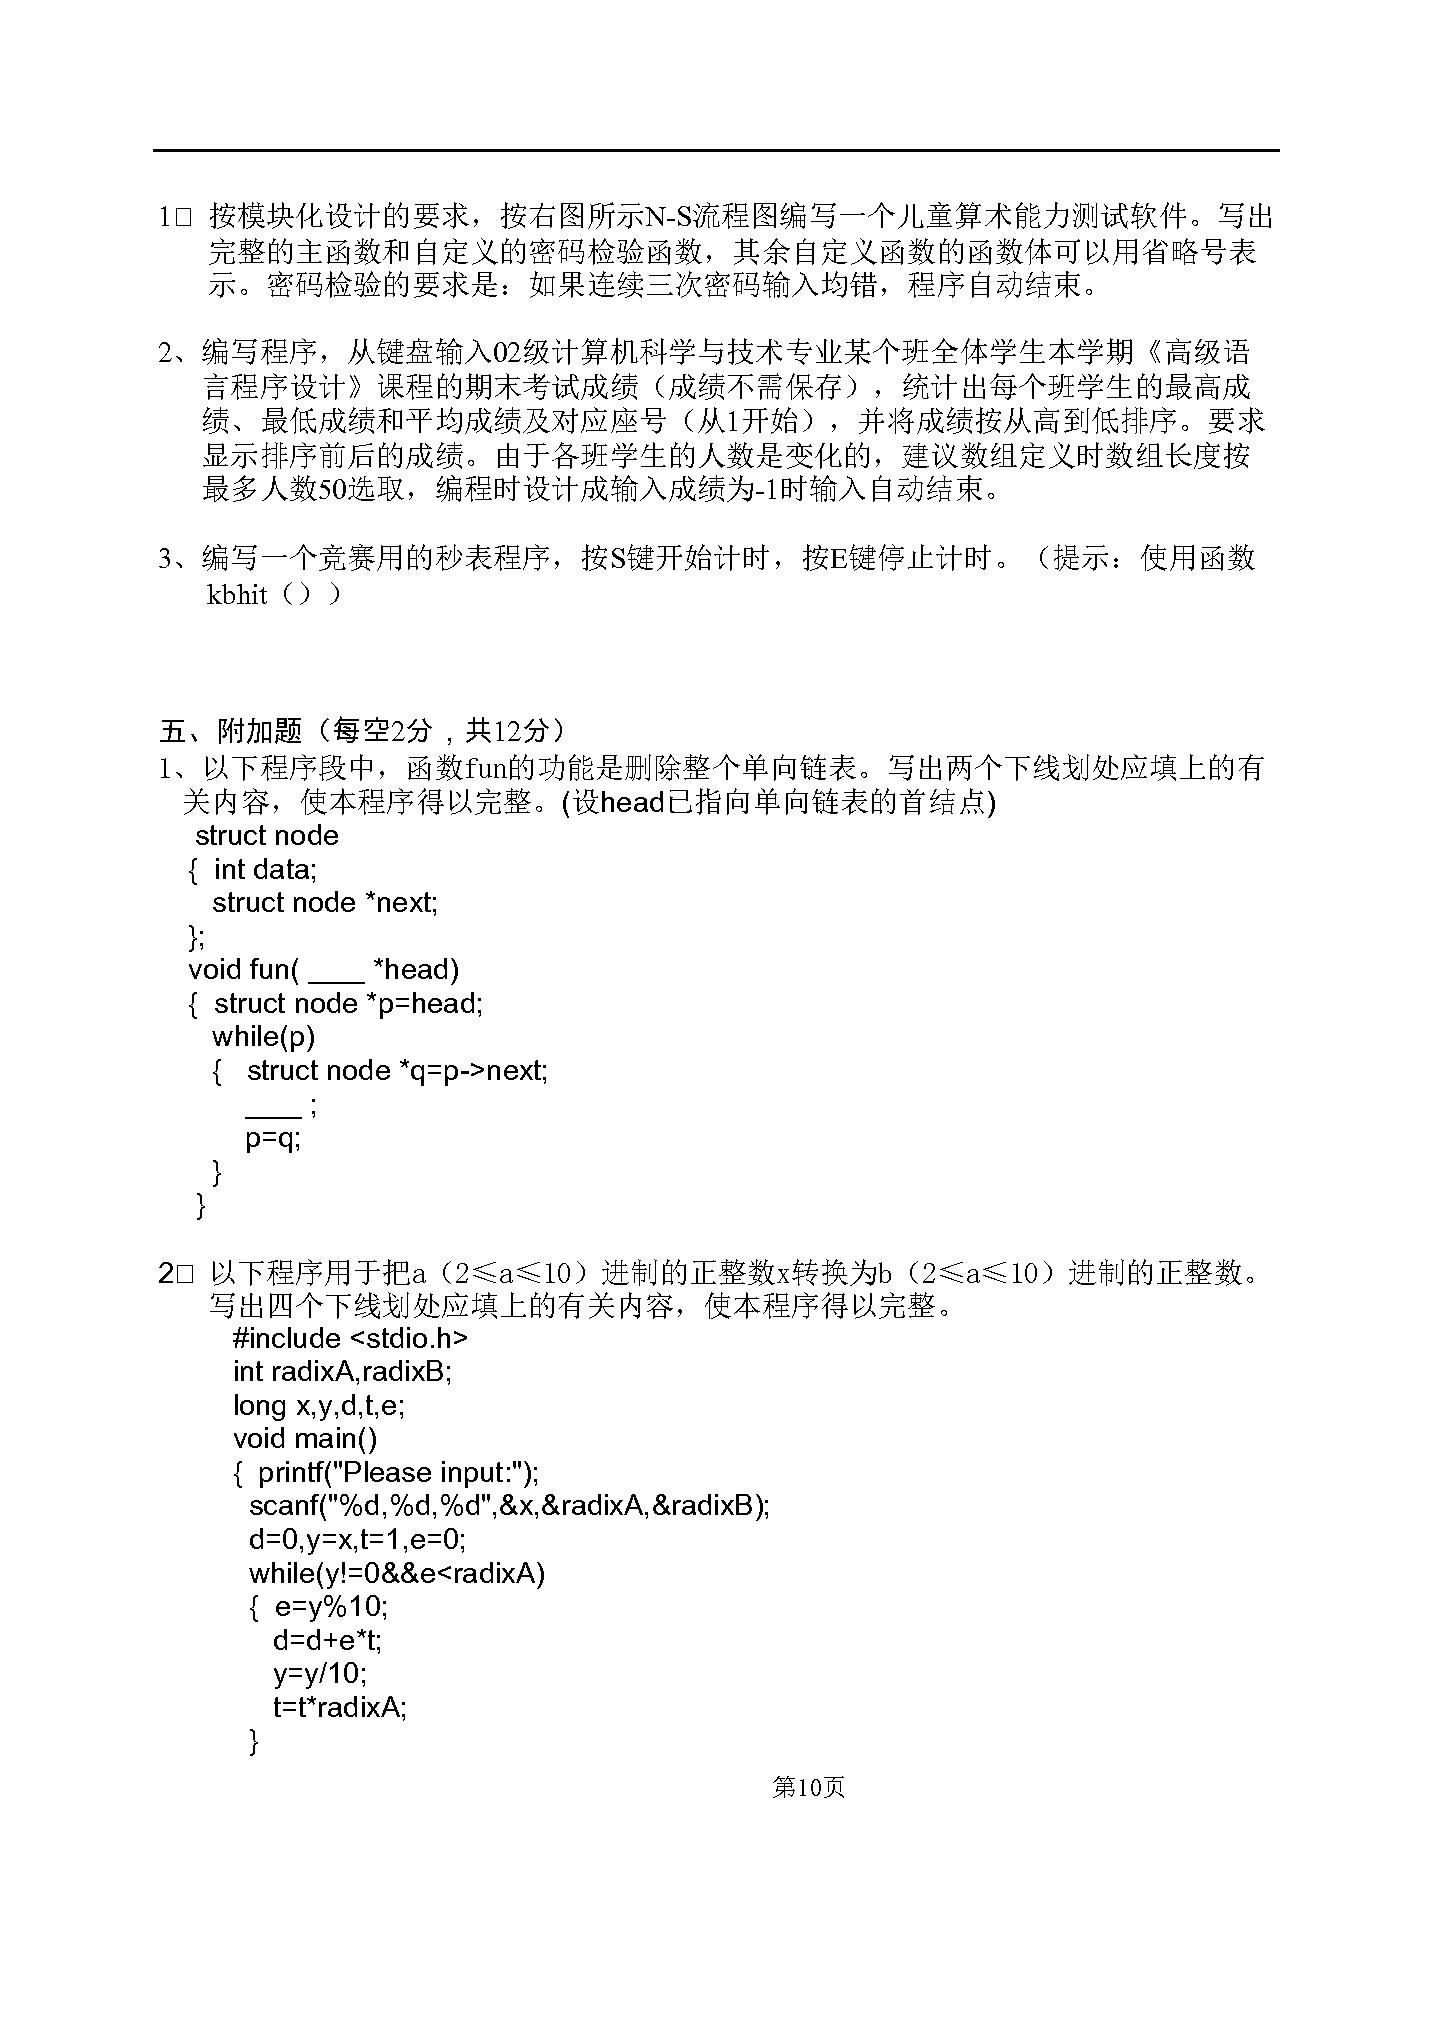 1□ 按模块化设计的要求，按右图所示N-S流程图编写一个儿童算术能力测试软件。写出
完整的主函数和自定义的密码检验函数，其余自定义函数的函数体可以用省略号表
示。密码检验的要求是：如果连续三次密码输入均错，程序自动结束。
2、编写程序，从键盘输入02级计算机科学与技术专业某个班全体学生本学期《高级语
言程序设计》课程的期末考试成绩（成绩不需保存），统计出每个班学生的最高成
绩、最低成绩和平均成绩及对应座号（从1开始），并将成绩按从高到低排序。要求
显示排序前后的成绩。由于各班学生的人数是变化的，建议数组定义时数组长度按
最多人数50选取，编程时设计成输入成绩为-1时输入自动结束。
3、编写一个竞赛用的秒表程序，按S键开始计时，按E键停止计时。（提示：使用函数
kbhit（））
五、附加题（每空2分，共12分）
1、以下程序段中，函数fun的功能是删除整个单向链表。写出两个下线划处应填上的有
关内容，使本程序得以完整。(设head已指向单向链表的首结点)
struct node
{ int data;
struct node *next;
};
void fun( ____ *head)
{ struct node *p=head;
while(p)
{ struct node *q=p->next;
____ ;
p=q;
}
}
2□ 以下程序用于把a（2≤a≤10）进制的正整数x转换为b（2≤a≤10）进制的正整数。
写出四个下线划处应填上的有关内容，使本程序得以完整。
#include <stdio.h>
int radixA,radixB;
long x,y,d,t,e;
void main()
{ printf("Please input:");
scanf("%d,%d,%d",&x,&radixA,&radixB);
d=0,y=x,t=1,e=0;
while(y!=0&&e<radixA)
{ e=y%10;
d=d+e*t;
y=y/10;
t=t*radixA;
}
第10页